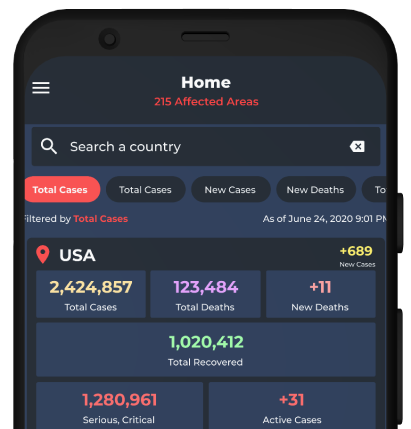 Home
215 Affected Areas
Search a country
Total Cases Total Cases New Cases New Deaths To
Filtered by Total Cases As of June 24, 2020 9:01 PM
USA +689
New Cases
2,424,857 123,484 +11
Total Cases Total Deaths New Deaths
1,020,412
Total Recovered
1,280,961 +31
Serious, Critical Active Cases